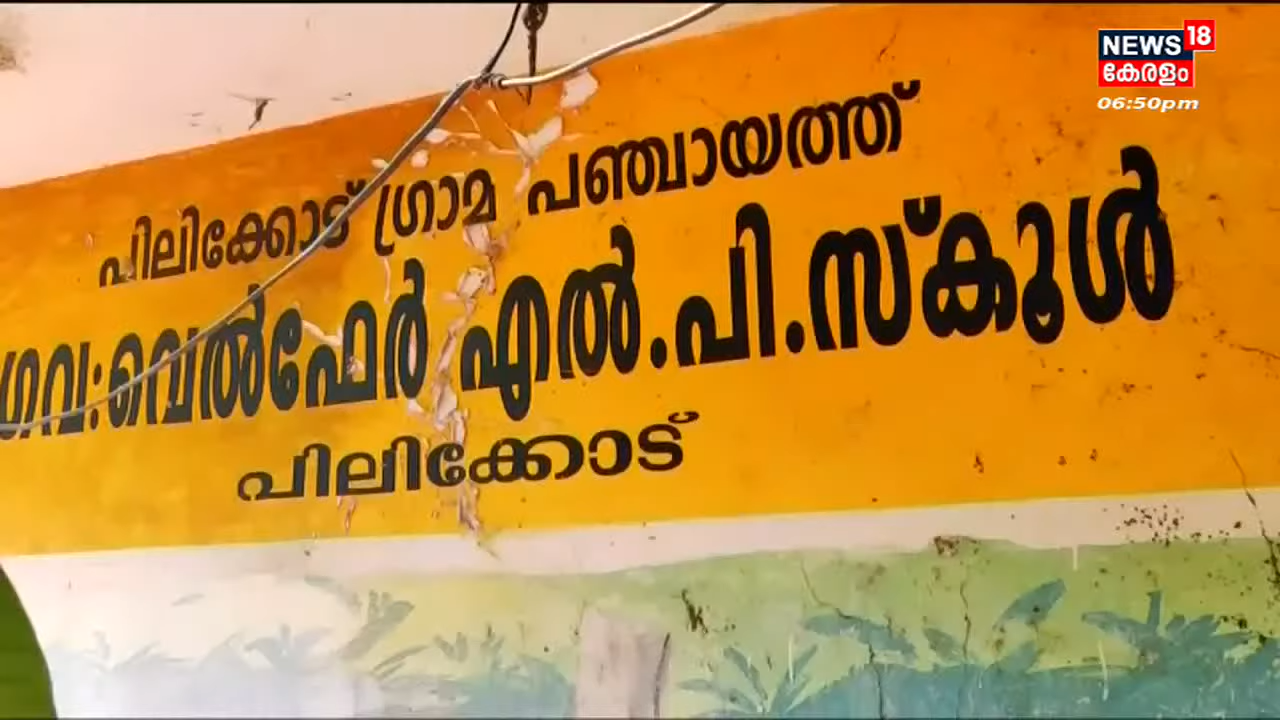 NEWS 18
കേരളം
06:50pm
പിലിക്കോട് ഗ്രാമ പഞ്ചായത്ത്
ഗവ:വെൽഫേർ എൽ.പി.സ്കൂൾ
പിലിക്കോട്